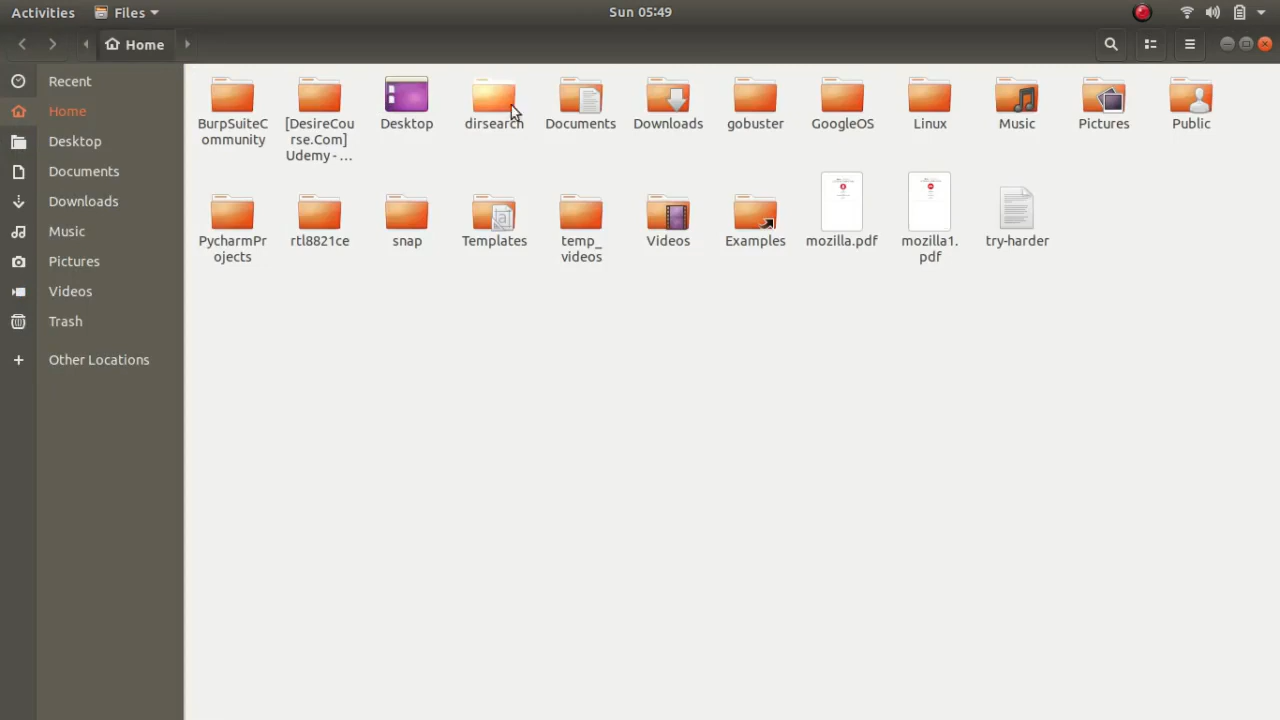 Activities
Files
Sun 05:49
Home
Recent
Home
Desktop
Documents
Downloads
Music
Pictures
Videos
Trash
Other Locations
BurpSuiteC
ommunity
[DesireCou
rse.Com]
Udemy - ...
Desktop
dirsearch
Documents
Downloads
gobuster
GoogleOS
Linux
Music
Pictures
Public
PycharmPr
ojects
rtl8821ce
snap
Templates
temp_
videos
Videos
Examples
mozilla.pdf
mozilla1.
pdf
try-harder